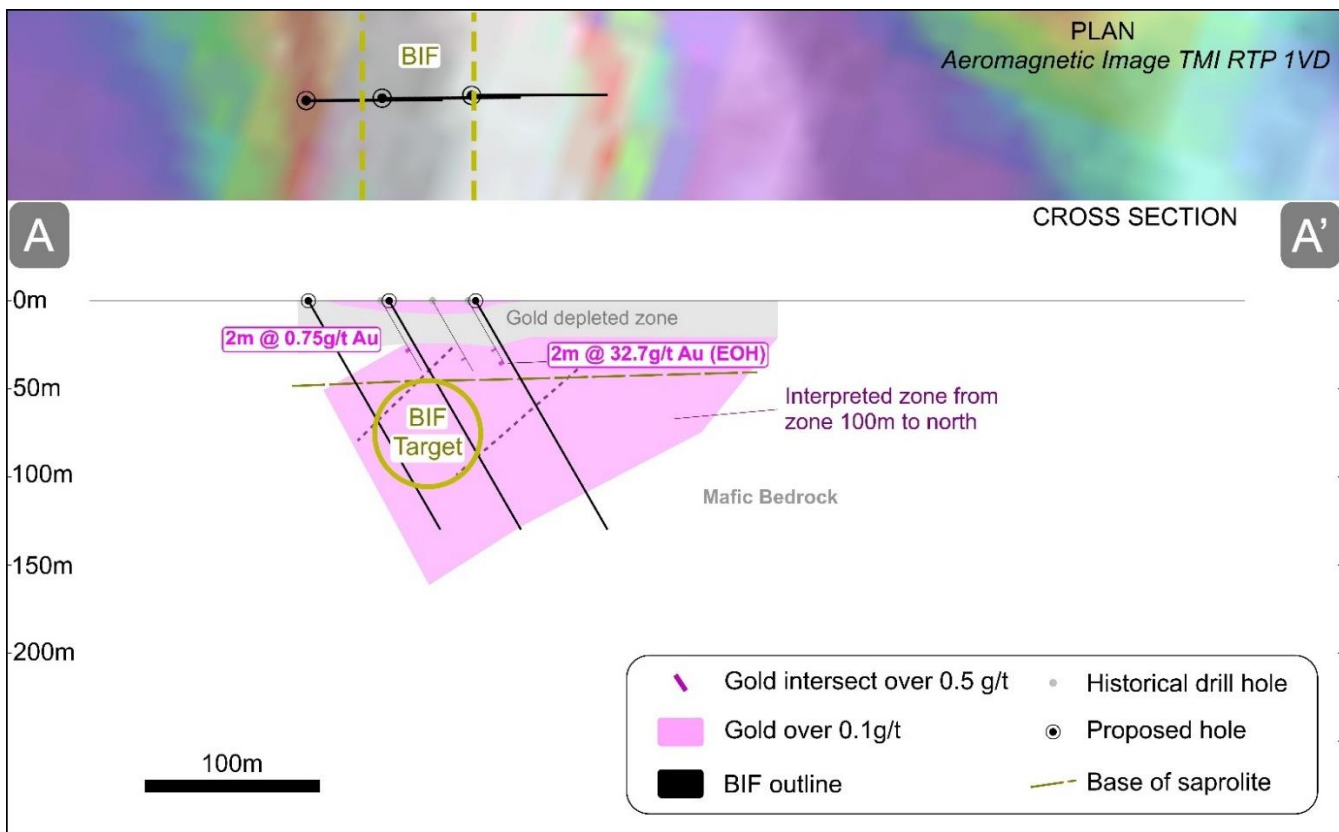 PLAN
Aeromagnetic Image TMI RTP 1VD
BIF
A
CROSS SECTION
A’
0m
Gold depleted zone
2m @ 0.75g/t Au
2m @ 32.7g/t Au (EOH)
50m
BIF
Target
Interpreted zone from
zone 100m to north
100m
Mafic Bedrock
150m
200m
100m
Gold intersect over 0.5 g/t
Historical drill hole
Gold over 0.1g/t
Proposed hole
BIF outline
Base of saprolite